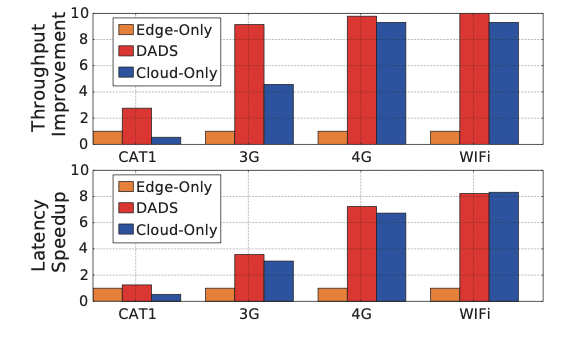 Throughput
Improvement
10
8
6
4
2
0
Edge-Only
DADS
Cloud-Only
CAT1 3G 4G WIFi
Latency
Speedup
10
8
6
4
2
0
Edge-Only
DADS
Cloud-Only
CAT1 3G 4G WIFi